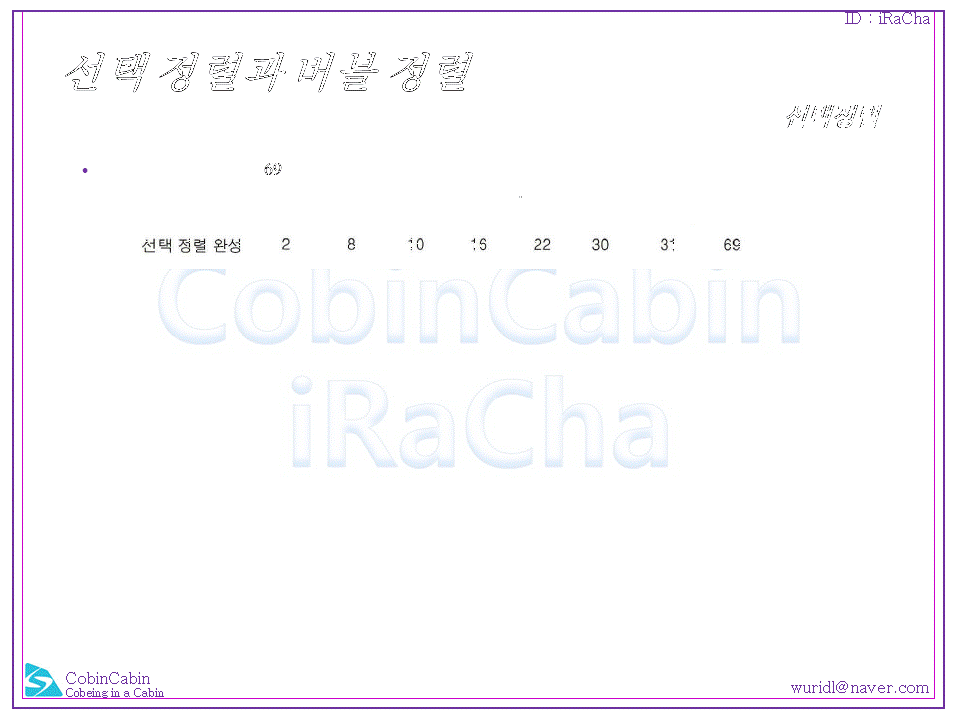 ID : iRaCha
선택 정렬과 버블 정렬
선택정렬
• 69
선택 정렬 완성 2 8 10 16 22 30 31 69
CobinCabin
iRaCha
CobinCabin
Cobeing in a Cabin
wuridl@naver.com